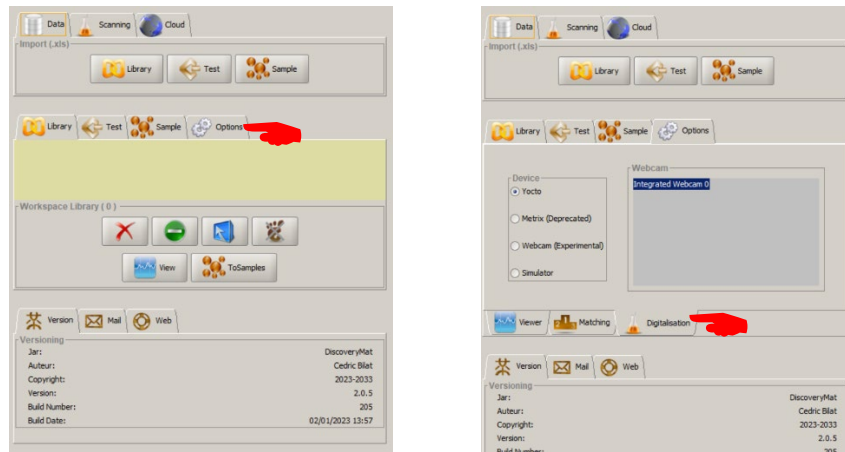 Data Scanning Cloud
Import (.xls)
Library Test Sample
Library Test Sample Options
Workspace Library ( 0 )
View ToSamples
Version Mail Web
Versioning
Jar: DiscoveryMat
Auteur: Cedric Bilat
Copyright: 2023-2033
Version: 2.0.5
Build Number: 205
Build Date: 02/01/2023 13:57
Data Scanning Cloud
Import (.xls)
Library Test Sample
Library Test Sample Options
Device
Yocto
Metrix (Deprecated)
Webcam (Experimental)
Simulator
Webcam
Integrated Webcam 0
Viewer Matching Digitalisation
Version Mail Web
Versioning
Jar: DiscoveryMat
Auteur: Cedric Bilat
Copyright: 2023-2033
Version: 2.0.5
Build Number: 205